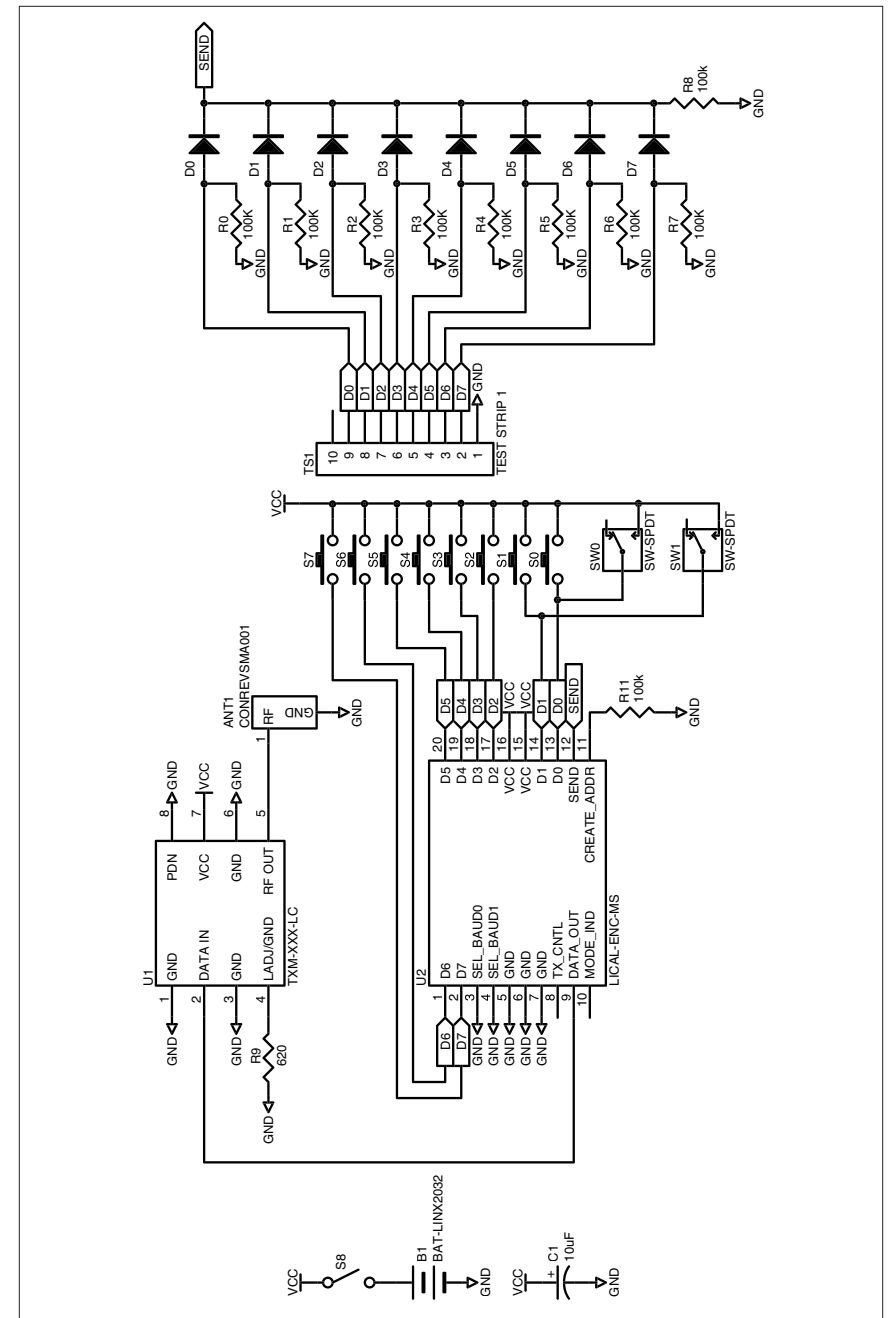 SEND
D0
D1
D2
D3
D4
D5
D6
D7
R8
100k
GND
R0
100K
GND
R1
100K
GND
R2
100K
GND
R3
100K
GND
R4
100K
GND
R5
100K
GND
R6
100K
GND
R7
100K
GND
D0
D1
D2
D3
D4
D5
D6
D7
GND
TS1
10
9
8
7
6
5
4
3
2
1
TEST STRIP 1
VCC
S7
S6
S5
S4
S3
S2
S1
S0
SW0
SW-SPDT
SW1
SW-SPDT
ANT1
CONREVSMA001
1
RF
GND
GND
GND
VCC
GND
8
7
6
5
PDN
VCC
GND
RF OUT
U1
GND
DATA IN
GND
LADJ/GND
TXM-XXX-LC
1
2
3
4
GND
GND
R9
620
GND
D5
D4
D3
D2
VCC
VCC
D1
D0
SEND
R11
100k
GND
20
19
18
17
16
15
14
13
12
11
D5
D4
D3
D2
VCC
VCC
D1
D0
SEND
CREATE_ADDR
U2
D6
D7
SEL_BAUD0
SEL_BAUD1
GND
GND
GND
TX_CNTL
DATA_OUT
MODE_IND
LICAL-ENC-MS
1
2
3
4
5
6
7
8
9
10
D6
D7
GND
GND
GND
GND
GND
VCC
S8
B1
BAT-LINX2032
GND
VCC
+
C1
10uF
GND